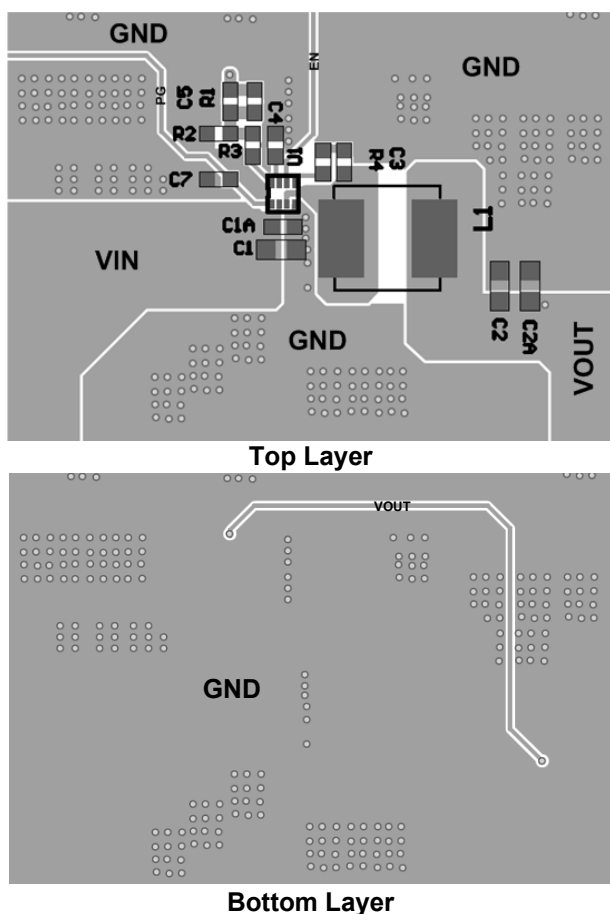 GND
EN
GND
PG
C5
R1
C4
R2
R3
U1
R4
C3
C7
L1
C1A
C1
VIN
GND
C2
C2A
VOUT
Top Layer
VOUT
GND
Bottom Layer